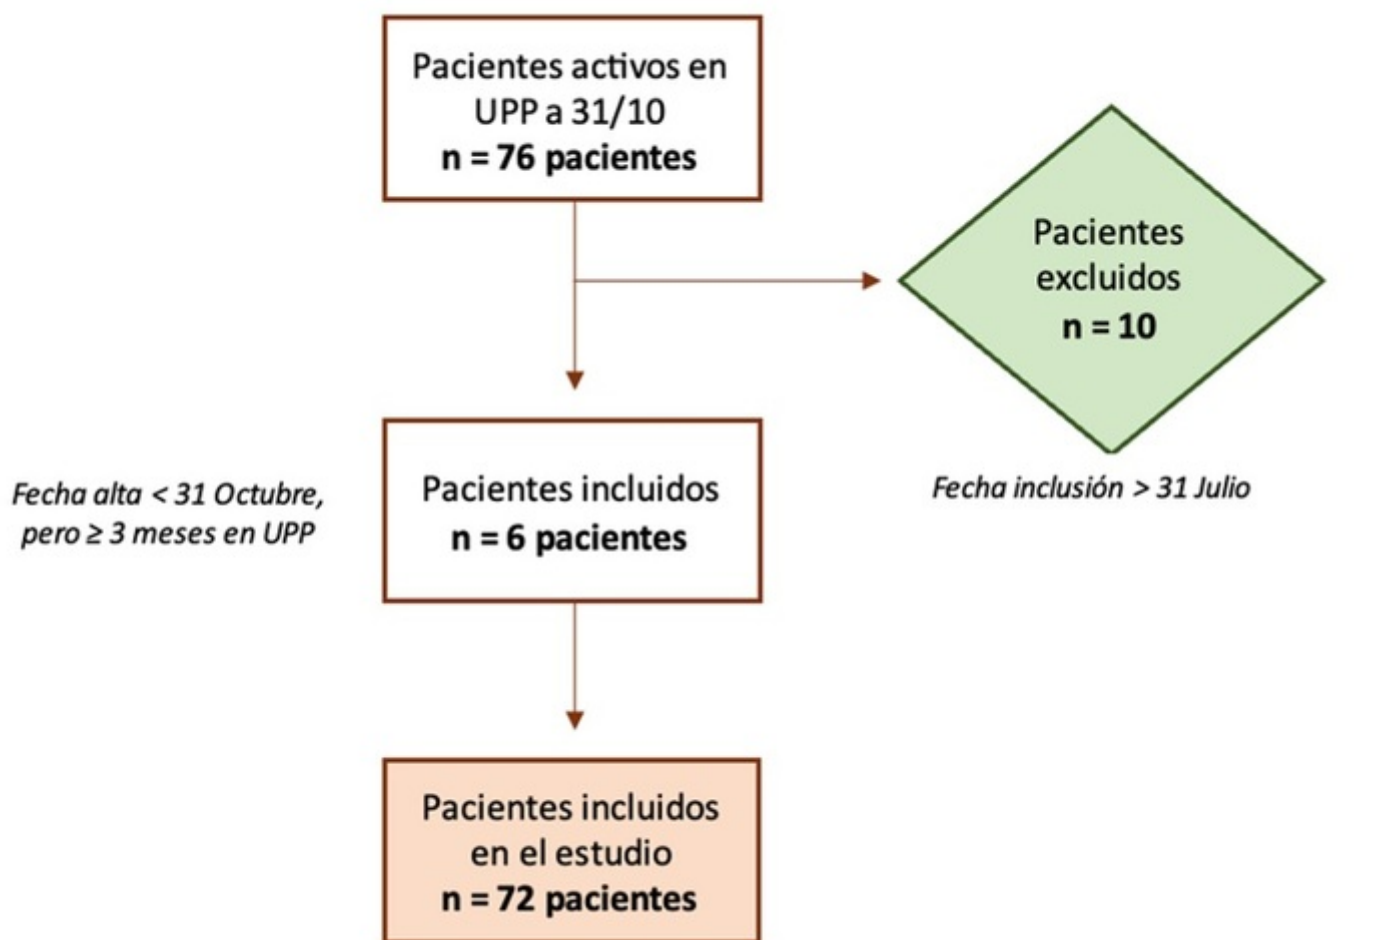 Pacientes activos en
UPP a 31/10
n = 76 pacientes
Pacientes
excluidos
n = 10
Fecha inclusión > 31 Julio
Fecha alta < 31 Octubre,
pero ≥ 3 meses en UPP
Pacientes incluidos
n = 6 pacientes
Pacientes incluidos
en el estudio
n = 72 pacientes